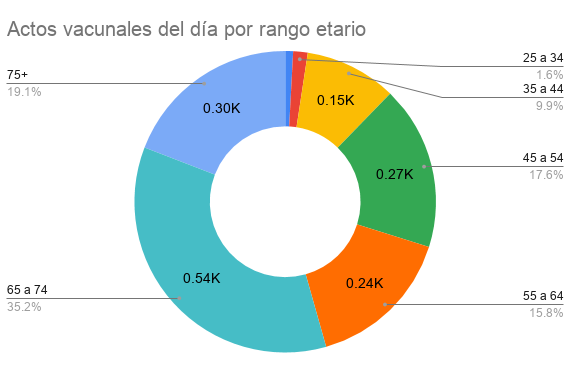 Actos vacunales del día por rango etario
25 a 34
1.6%
35 a 44
9.9%
45 a 54
17.6%
55 a 64
15.8%
65 a 74
35.2%
75+
19.1%
0.30K
0.15K
0.27K
0.24K
0.54K